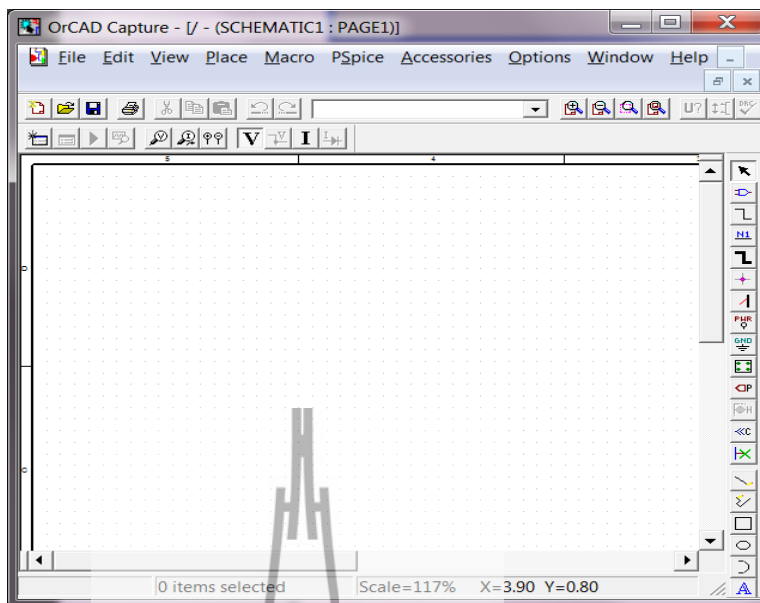 OrCAD Capture - [/ - (SCHEMATIC1 : PAGE1)]
File Edit View Place Macro PSpice Accessories Options Window Help
U? DRC
V V I I
5 4
N1
PWR
D
GND
P
H
C
C
0 items selected Scale=117% X=3.90 Y=0.80
A